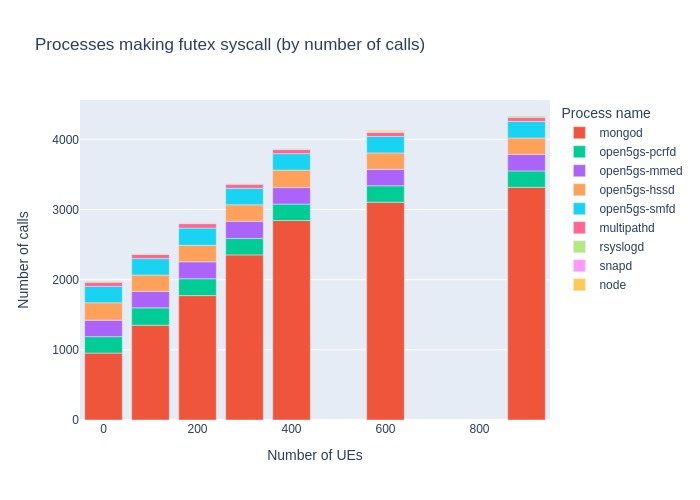 Processes making futex syscall (by number of calls)
Process name
mongod
open5gs-pcrfd
open5gs-mmed
open5gs-hssd
open5gs-smfd
multipathd
rsyslogd
snapd
node
Number of calls
4000
3000
2000
1000
0
0 200 400 600 800
Number of UEs